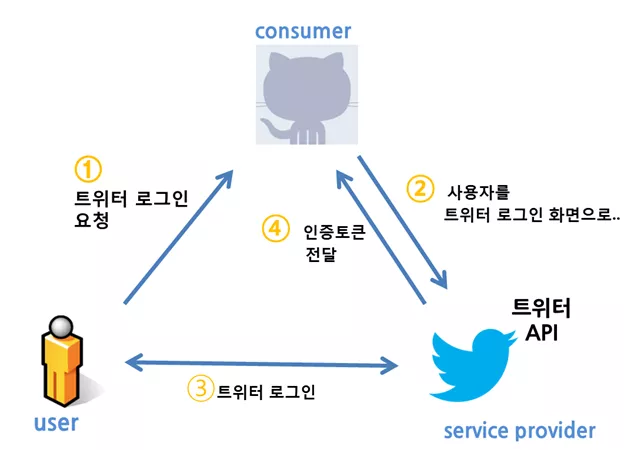 consumer
①
트위터 로그인
요청
② 사용자를
트위터 로그인 화면으로..
④ 인증토큰
전달
트위터
API
③ 트위터 로그인
user
service provider